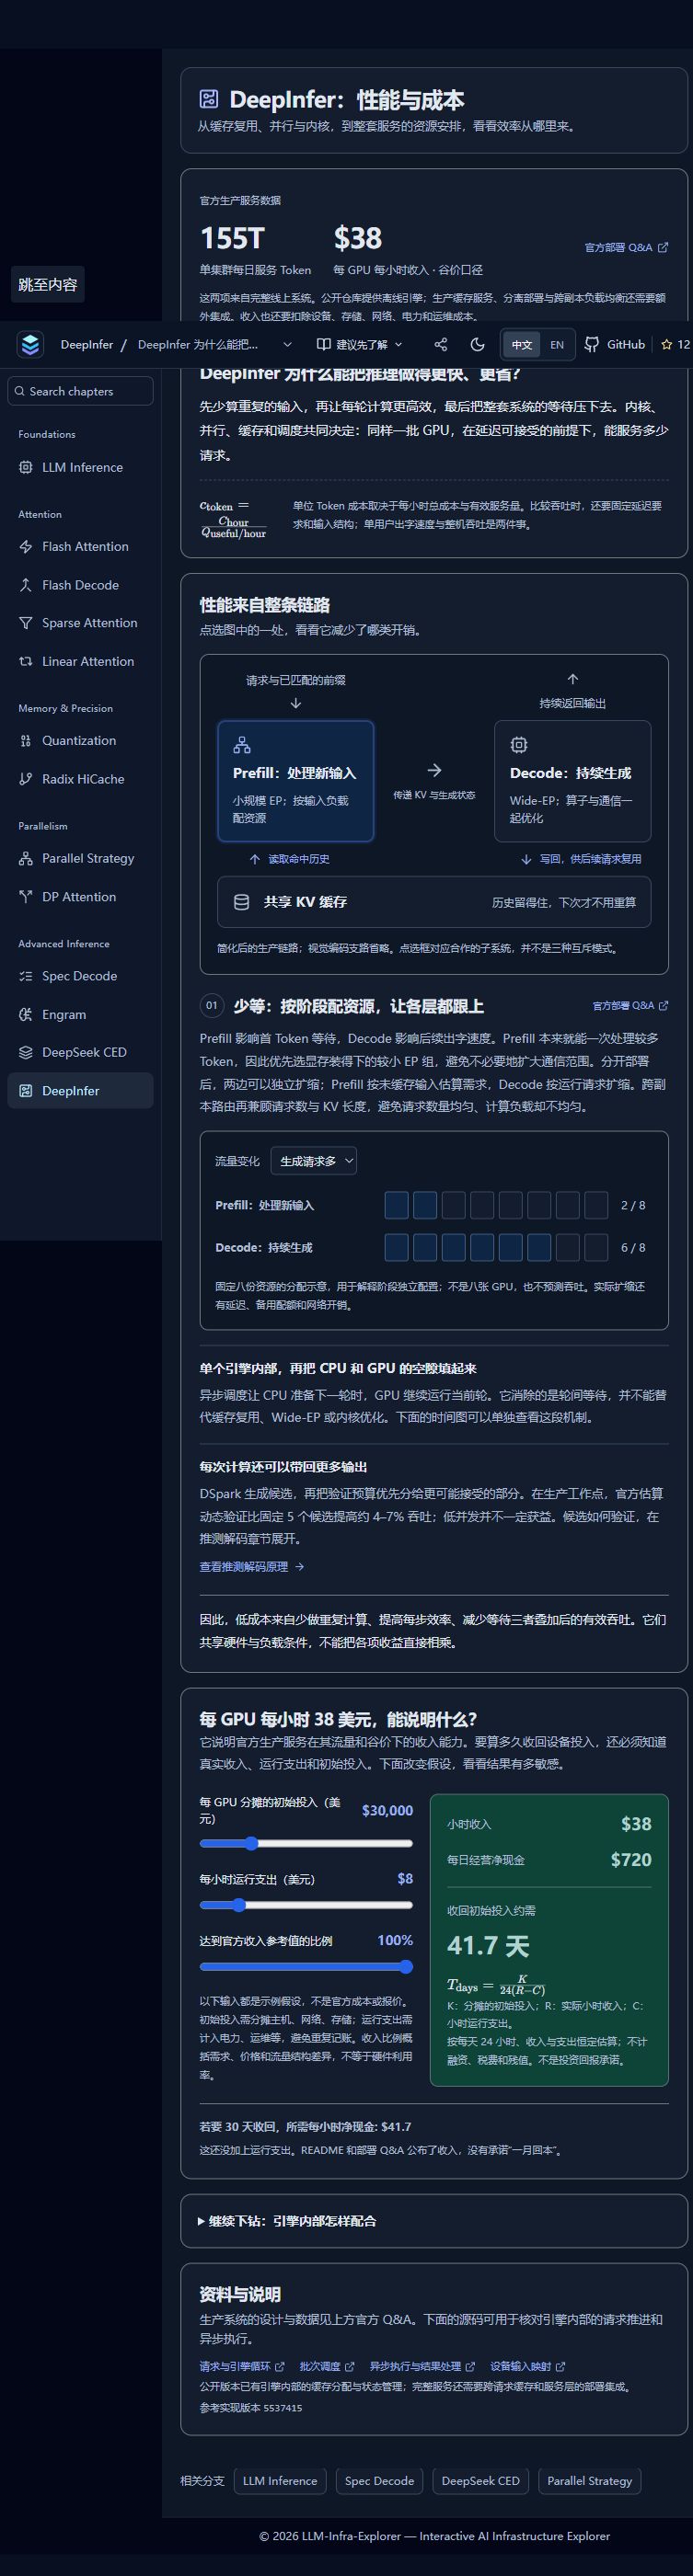 DeepInfer：性能与成本
从缓存复用、并行与内核，到整套服务的资源安排，看看效率从哪里来。
官方生产服务数据
155T
$38
官方部署 Q&A
单集群每日服务 Token
每 GPU 每小时收入 · 谷价口径
跳至内容
这两项来自完整线上系统。公开仓库提供离线引擎；生产缓存服务、分离部署与跨副本负载均衡还需要额
外集成。收入也还要扣除设备、存储、网络、电力和运维成本。
DeepInfer / DeepInfer 为什么能把...
建议先了解
中文
EN
GitHub
12
Search chapters
Foundations
LLM Inference
Attention
Flash Attention
Flash Decode
Sparse Attention
Linear Attention
Memory & Precision
Quantization
Radix HiCache
Parallelism
Parallel Strategy
DP Attention
Advanced Inference
Spec Decode
Engram
DeepSeek CED
DeepInfer
DeepInfer 为什么能把推理做得更快、更省？
先少算重复的输入，再让每轮计算更高效，最后把整套系统的等待压下去。内核、
并行、缓存和调度共同决定：同样一批 GPU，在延迟可接受的前提下，能服务多少
请求。
c_token =
C_hour
Q_useful/hour
单位 Token 成本取决于每小时总成本与有效服务量。比较吞吐时，还要固定延迟要
求和输入结构；单用户出字速度与整机吞吐是两件事。
性能来自整条链路
点选图中的一处，看看它减少了哪类开销。
请求与已匹配的前缀
持续返回输出
Prefill：处理新输入
小规模 EP；按输入负载
配资源
传递 KV 与生成状态
Decode：持续生成
Wide-EP；算子与通信一
起优化
读取命中历史
写回，供后续请求复用
共享 KV 缓存
历史留得住，下次才不用重算
简化后的生产链路；视觉编码支路省略。点选框对应合作的子系统，并不是三种互斥模式。
01 少等：按阶段配资源，让各层都跟上
官方部署 Q&A
Prefill 影响首 Token 等待，Decode 影响后续出字速度。Prefill 本来就能一次处理较多
Token，因此优先选显存装得下的较小 EP 组，避免不必要地扩大通信范围。分开部署
后，两边可以独立扩缩；Prefill 按未缓存输入估算需求，Decode 按运行请求扩缩。跨副
本路由再兼顾请求数与 KV 长度，避免请求数量均匀、计算负载却不均匀。
流量变化
生成请求多
Prefill：处理新输入
2 / 8
Decode：持续生成
6 / 8
固定八份资源的分配示意，用于解释阶段独立配置；不是八张 GPU，也不预测吞吐。实际扩缩还
有延迟、备用配额和网络开销。
单个引擎内部，再把 CPU 和 GPU 的空隙填起来
异步调度让 CPU 准备下一轮时，GPU 继续运行当前轮。它消除的是轮间等待，并不能替
代缓存复用、Wide-EP 或内核优化。下面的时间图可以单独查看这段机制。
每次计算还可以带回更多输出
DSpark 生成候选，再把验证预算优先分给更可能接受的部分。在生产工作点，官方估算
动态验证比固定 5 个候选提高约 4–7% 吞吐；低并发并不一定获益。候选如何验证，在
推测解码章节展开。
查看推测解码原理
因此，低成本来自少做重复计算、提高每步效率、减少等待三者叠加后的有效吞吐。它们
共享硬件与负载条件，不能把各项收益直接相乘。
每 GPU 每小时 38 美元，能说明什么？
它说明官方生产服务在其流量和谷价下的收入能力。要算多久收回设备投入，还必须知道
真实收入、运行支出和初始投入。下面改变假设，看看结果有多敏感。
每 GPU 分摊的初始投入（美
元）
$30,000
每小时运行支出（美元）
$8
达到官方收入参考值的比例
100%
以下输入都是示例假设，不是官方成本或报价。
初始投入需分摊主机、网络、存储；运行支出需
计入电力、运维等，避免重复记账。收入比例概
括需求、价格和流量结构差异，不等于硬件利用
率。
小时收入
$38
每日经营净现金
$720
收回初始投入约需
41.7 天
T_days = K / 24(R−C)
K：分摊的初始投入；R：实际小时收入；C：
小时运行支出。
按每天 24 小时、收入与支出恒定估算；不计
融资、税费和残值。不是投资回报承诺。
若要 30 天收回，所需每小时净现金: $41.7
这还没加上运行支出。README 和部署 Q&A 公布了收入，没有承诺“一月回本”。
继续下钻：引擎内部怎样配合
资料与说明
生产系统的设计与数据见上方官方 Q&A。下面的源码可用于核对引擎内部的请求推进和
异步执行。
请求与引擎循环
批次调度
异步执行与结果处理
设备输入映射
公开版本已有引擎内部的缓存分配与状态管理；完整服务还需要跨请求缓存和服务层的部署集成。
参考实现版本 5537415
相关分支
LLM Inference
Spec Decode
DeepSeek CED
Parallel Strategy
© 2026 LLM-Infra-Explorer — Interactive AI Infrastructure Explorer